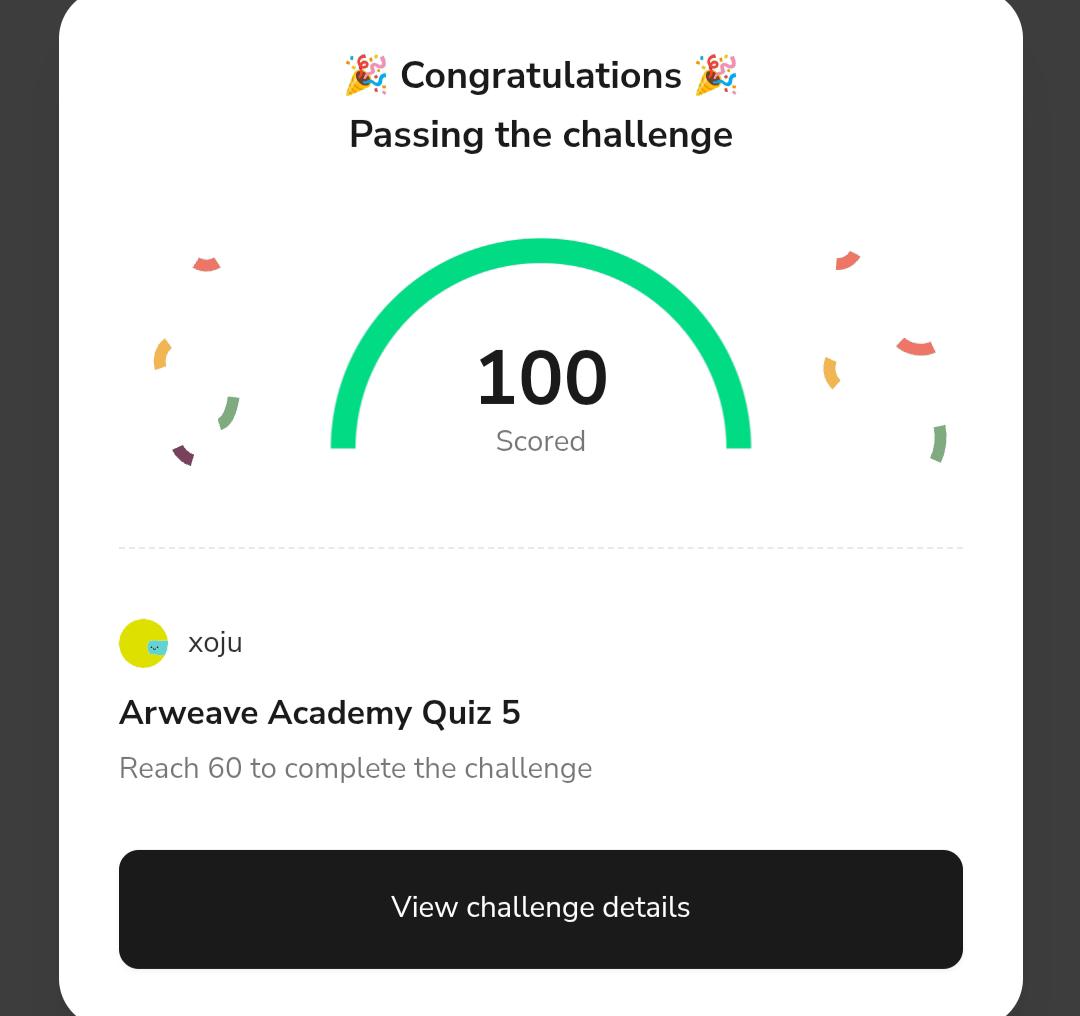 🎉 Congratulations 🎉
Passing the challenge
100
Scored
xoju
Arweave Academy Quiz 5
Reach 60 to complete the challenge
View challenge details